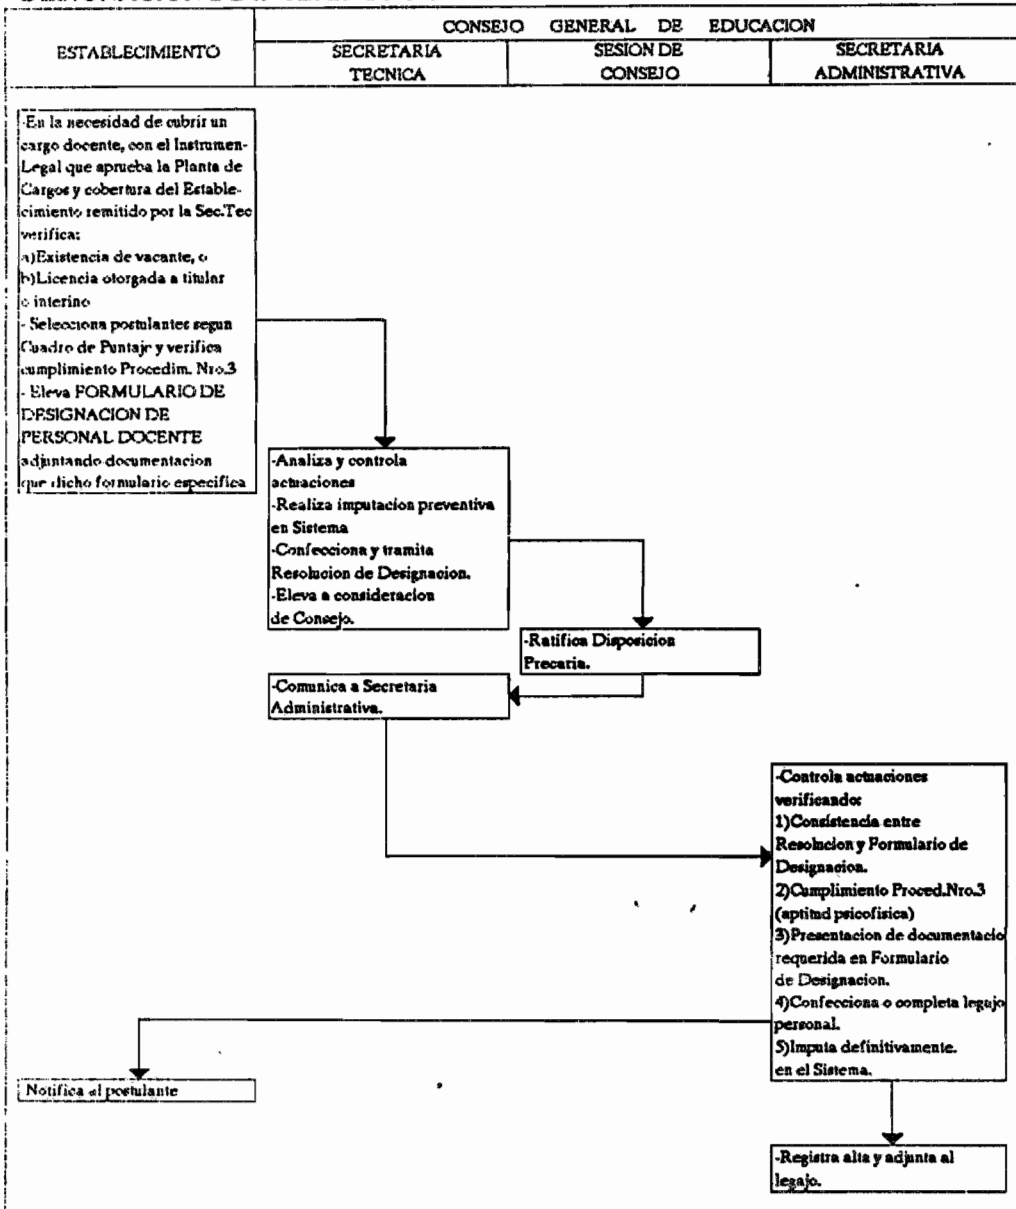 CONSEJO GENERAL DE EDUCACION
ESTABLECIMIENTO
SECRETARIA
TECNICA
SESION DE
CONSEJO
SECRETARIA
ADMINISTRATIVA
-En la necesidad de cubrir un
cargo docente, con el Instrumen-
Legal que aprueba la Planta de
Cargos y cobertura del Estable-
cimiento remitido por la Sec.Tec
verifica:
a)Existencia de vacante, o
b)Licencia otorgada a titular
o interino
- Selecciona postulantes segun
Cuadro de Puntaje y verifica
cumplimiento Procedim. Nro.3
- Eleva FORMULARIO DE
DESIGNACION DE
PERSONAL DOCENTE
adjuntando documentacion
que dicho formulario especifica
-Analiza y controla
actuaciones
-Realiza imputacion preventiva
en Sistema
-Confecciona y tramita
Resolucion de Designacion.
-Eleva a consideracion
de Consejo.
-Ratifica Disposicion
Precaria.
-Comunica a Secretaria
Administrativa.
-Controla actuaciones
verificando:
1)Consistencia entre
Resolucion y Formulario de
Designacion.
2)Cumplimiento Proced.Nro.3
(aptitud psicofisica)
3)Presentacion de documentacio
requerida en Formulario
de Designacion.
4)Confecciona o completa legajo
personal.
5)Imputa definitivamente.
en el Sistema.
Notifica al postulante
-Registra alta y adjunta al
legajo.